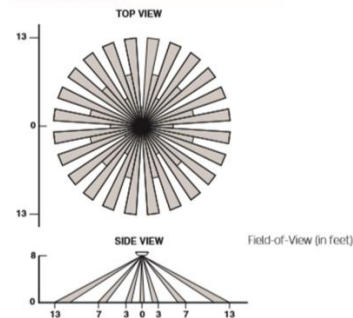 TOP VIEW
13
0
13
SIDE VIEW
Field-of-View (in feet)
8
0
13 7 3 0 3 7 13